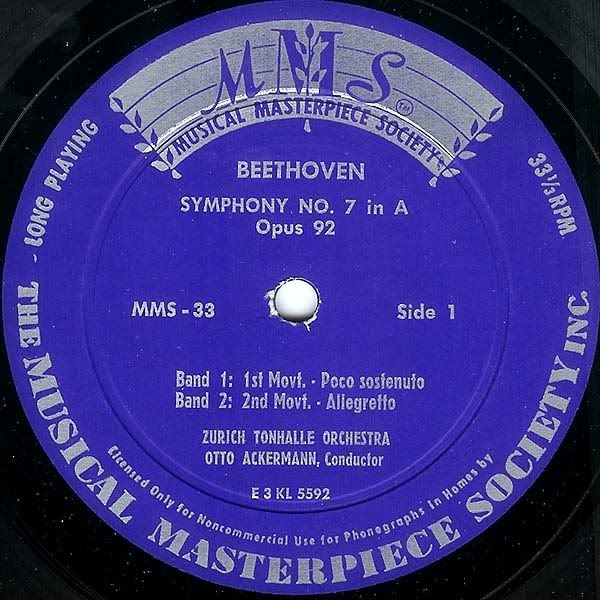 MMS TM
MUSICAL MASTERPIECE SOCIETY
- LONG PLAYING
33 1/3 RPM
BEETHOVEN
SYMPHONY NO. 7 in A
Opus 92
MMS - 33
Side 1
Band 1: 1st Movt. - Poco sostenuto
Band 2: 2nd Movt. - Allegretto
ZURICH TONHALLE ORCHESTRA
OTTO ACKERMANN, Conductor
E 3 KL 5592
Licensed Only for Noncommercial Use for Phonographs in Homes by
THE MUSICAL MASTERPIECE SOCIETY INC.